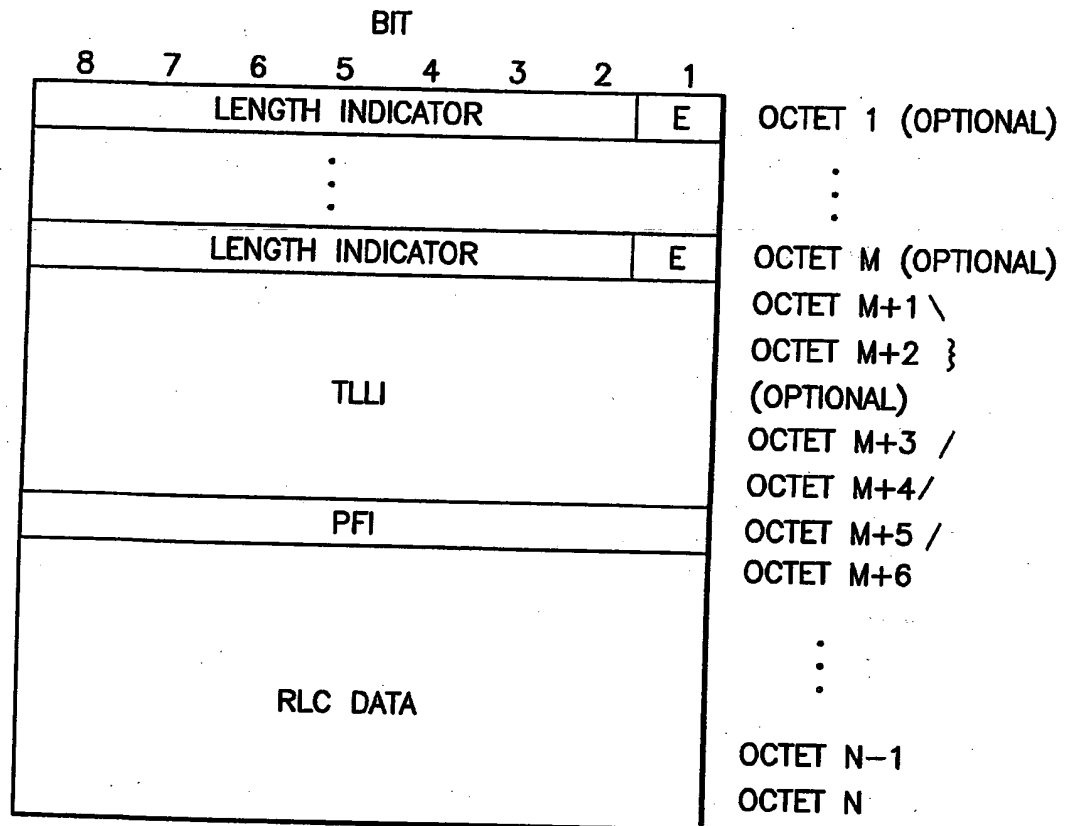 BIT
8 7 6 5 4 3 2 1
LENGTH INDICATOR E OCTET 1 (OPTIONAL)
LENGTH INDICATOR E OCTET M (OPTIONAL)
OCTET M+1 \
OCTET M+2 }
TLLI (OPTIONAL)
OCTET M+3 /
OCTET M+4/
PFI OCTET M+5 /
OCTET M+6
RLC DATA
OCTET N-1
OCTET N